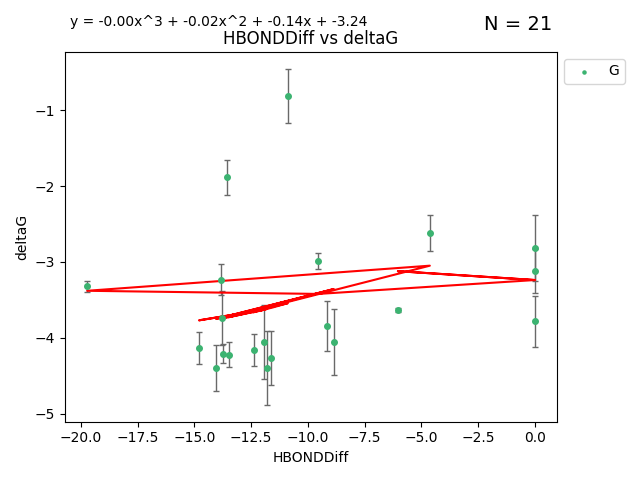 y = -0.00x^3 + -0.02x^2 + -0.14x + -3.24
N = 21
HBONDDiff vs deltaG
G
deltaG
−1
−2
−3
−4
−5
−20.0 −17.5 −15.0 −12.5 −10.0 −7.5 −5.0 −2.5 0.0
HBONDDiff